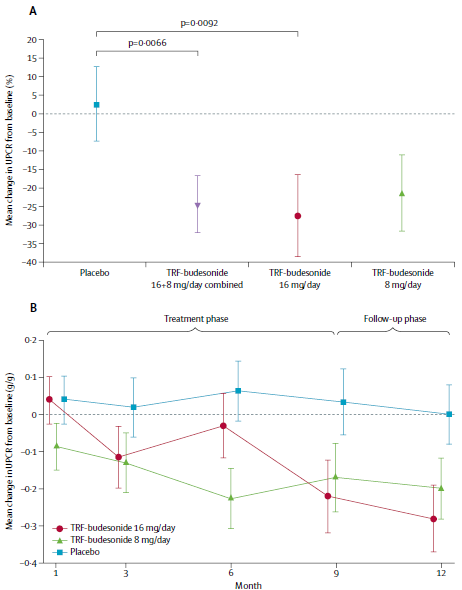 A
p=0·0092
p=0·0066
Mean change in UPCR from baseline (%)
20
15
10
5
0
−5
−10
−15
−20
−25
−30
−35
−40
Placebo
TRF-budesonide
16+8 mg/day combined
TRF-budesonide
16 mg/day
TRF-budesonide
8 mg/day
B
Treatment phase
Follow-up phase
Mean change in UPCR from baseline (g/g)
0·2
0·1
0
−0·1
−0·2
−0·3
−0·4
TRF-budesonide 16 mg/day
TRF-budesonide 8 mg/day
Placebo
1
3
6
9
12
Month